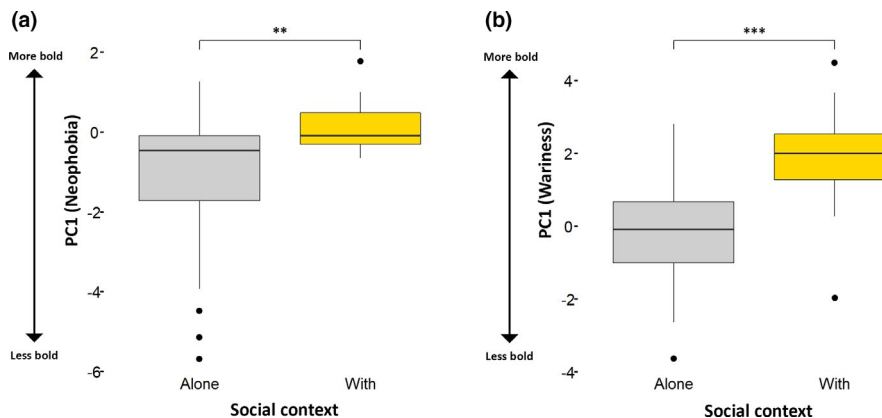 (a)
**
More bold
2
0
-2
-4
-6
PC1 (Neophobia)
Less bold
Alone With
Social context
(b)
***
More bold
4
2
0
-2
-4
PC1 (Wariness)
Less bold
Alone With
Social context